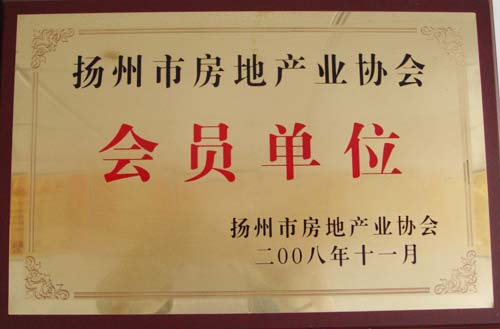 扬州市房地产业协会
会员单位
扬州市房地产业协会
二00八年十一月